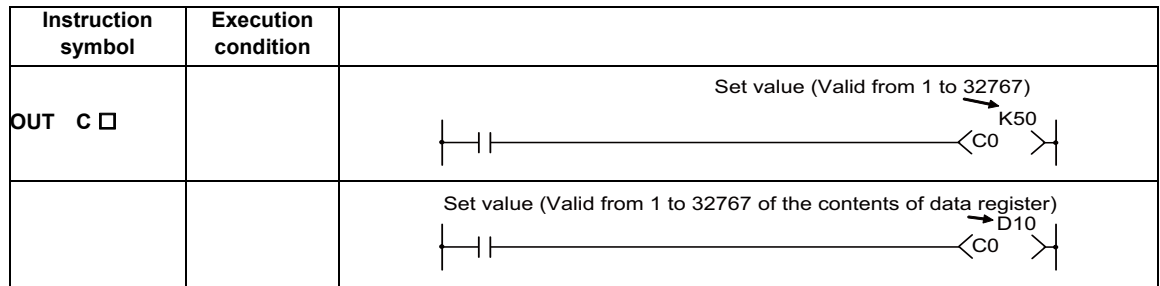 Instruction symbol
Execution condition
OUT C □
Set value (Valid from 1 to 32767)
K50
C0
Set value (Valid from 1 to 32767 of the contents of data register)
D10
C0